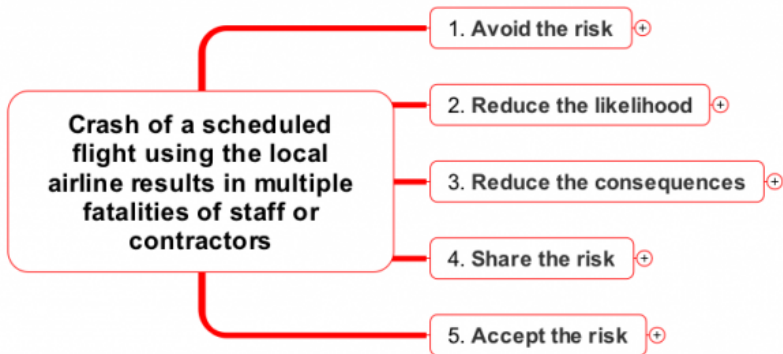 Crash of a scheduled
flight using the local
airline results in multiple
fatalities of staff or
contractors
1. Avoid the risk
2. Reduce the likelihood
3. Reduce the consequences
4. Share the risk
5. Accept the risk